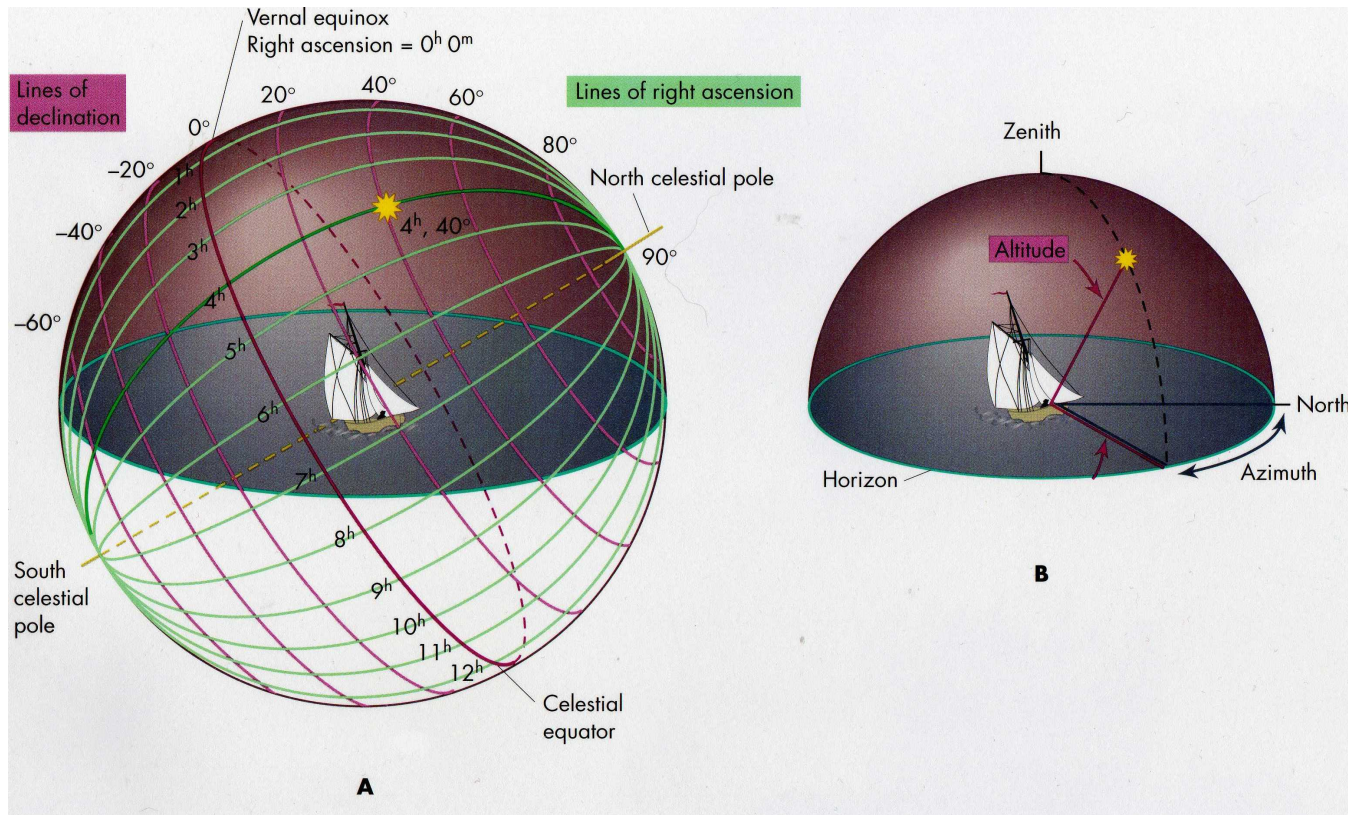 Vernal equinox
Right ascension = 0ʰ 0ᵐ
Lines of
declination
Lines of right ascension
–60°
–40°
–20°
0°
20°
40°
60°
80°
North celestial pole
90°
1ʰ
2ʰ
3ʰ
4ʰ
5ʰ
6ʰ
7ʰ
8ʰ
9ʰ
10ʰ
11ʰ
12ʰ
4ʰ, 40°
South
celestial
pole
Celestial
equator
A
Zenith
Altitude
North
Azimuth
Horizon
B